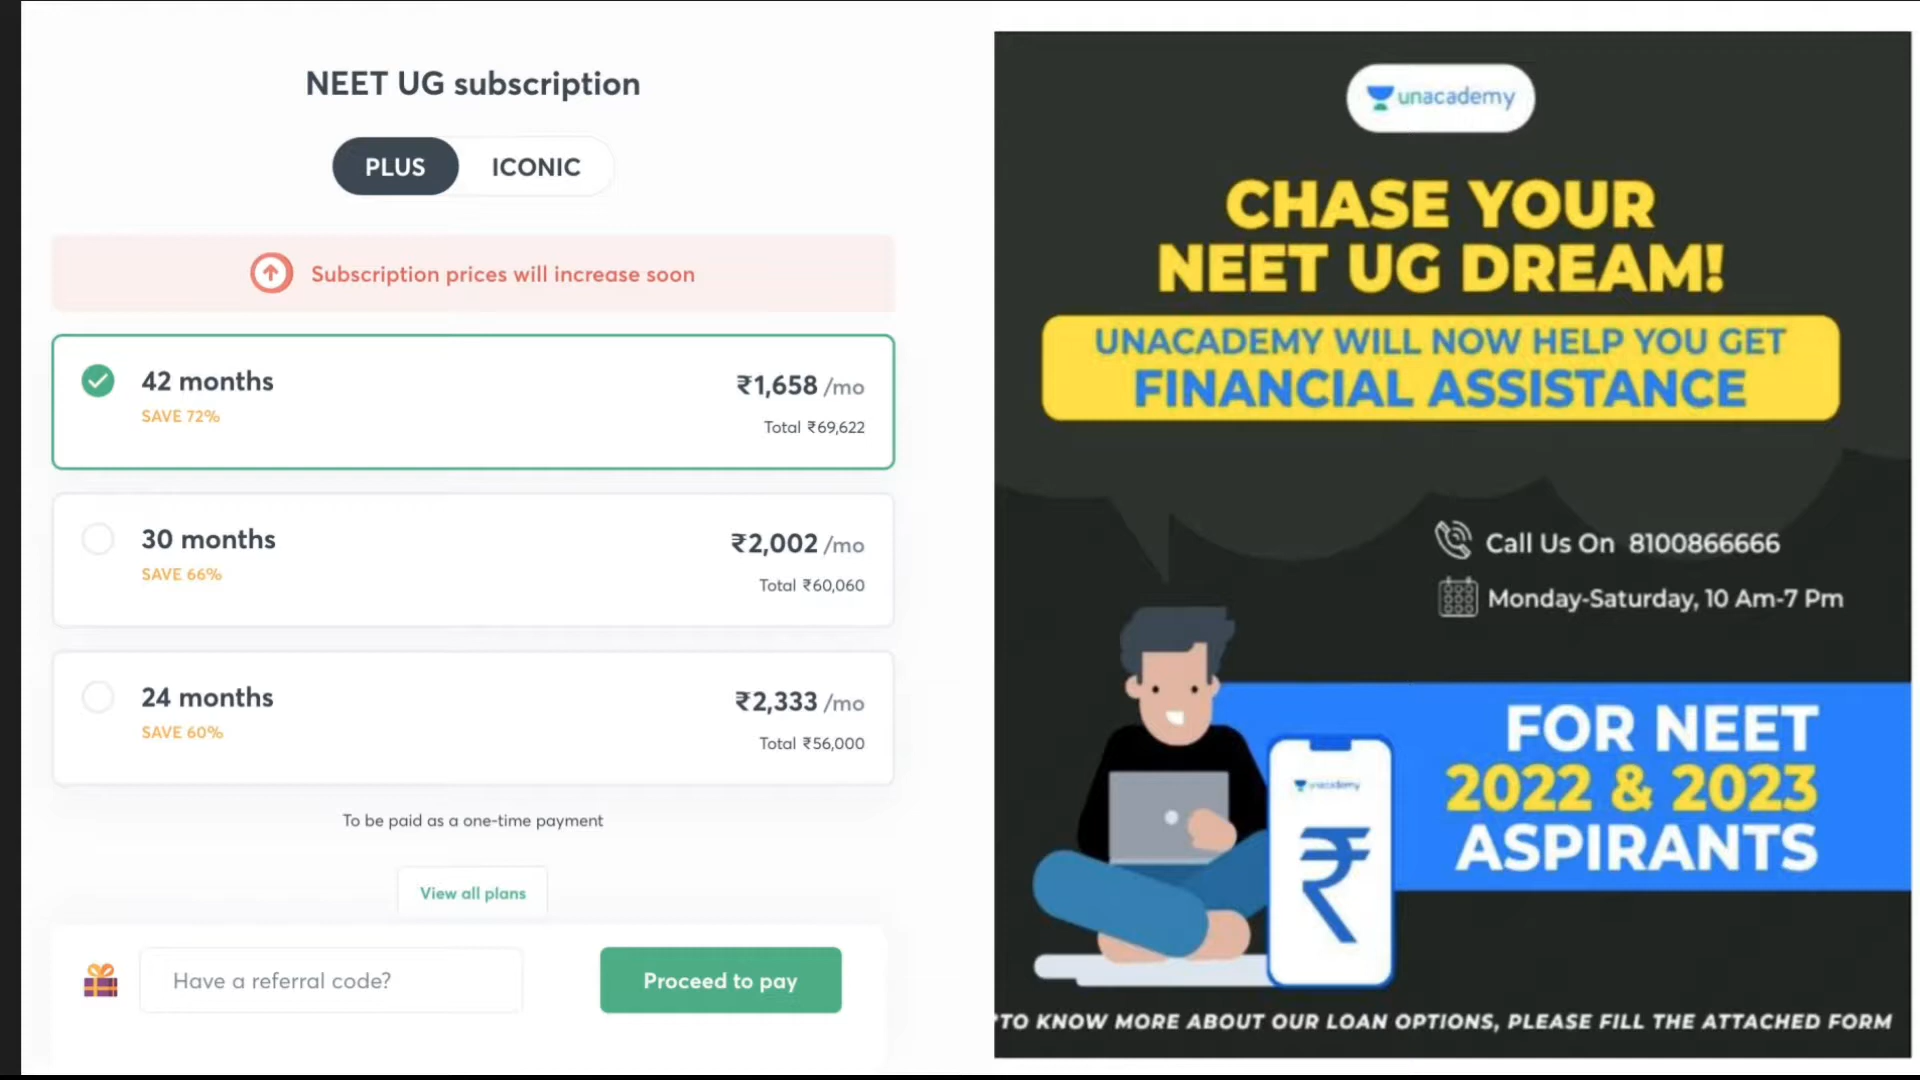 NEET UG subscription
PLUS ICONIC
Subscription prices will increase soon
42 months
₹1,658 /mo
SAVE 72%
Total ₹69,622
30 months
₹2,002 /mo
SAVE 66%
Total ₹60,060
24 months
₹2,333 /mo
SAVE 60%
Total ₹56,000
To be paid as a one-time payment
View all plans
Have a referral code?
Proceed to pay
unacademy
CHASE YOUR
NEET UG DREAM!
UNACADEMY WILL NOW HELP YOU GET
FINANCIAL ASSISTANCE
Call Us On 8100866666
Monday-Saturday, 10 Am-7 Pm
FOR NEET
2022 & 2023
ASPIRANTS
unacademy
₹
*TO KNOW MORE ABOUT OUR LOAN OPTIONS, PLEASE FILL THE ATTACHED FORM